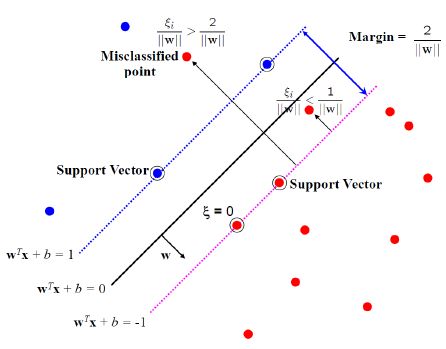 ξᵢ/||w|| > 2/||w||
Misclassified
point
Margin = 2/||w||
ξᵢ/||w|| < 1/||w||
Support Vector
Support Vector
ξ = 0
wᵀx + b = 1
w
wᵀx + b = 0
wᵀx + b = -1